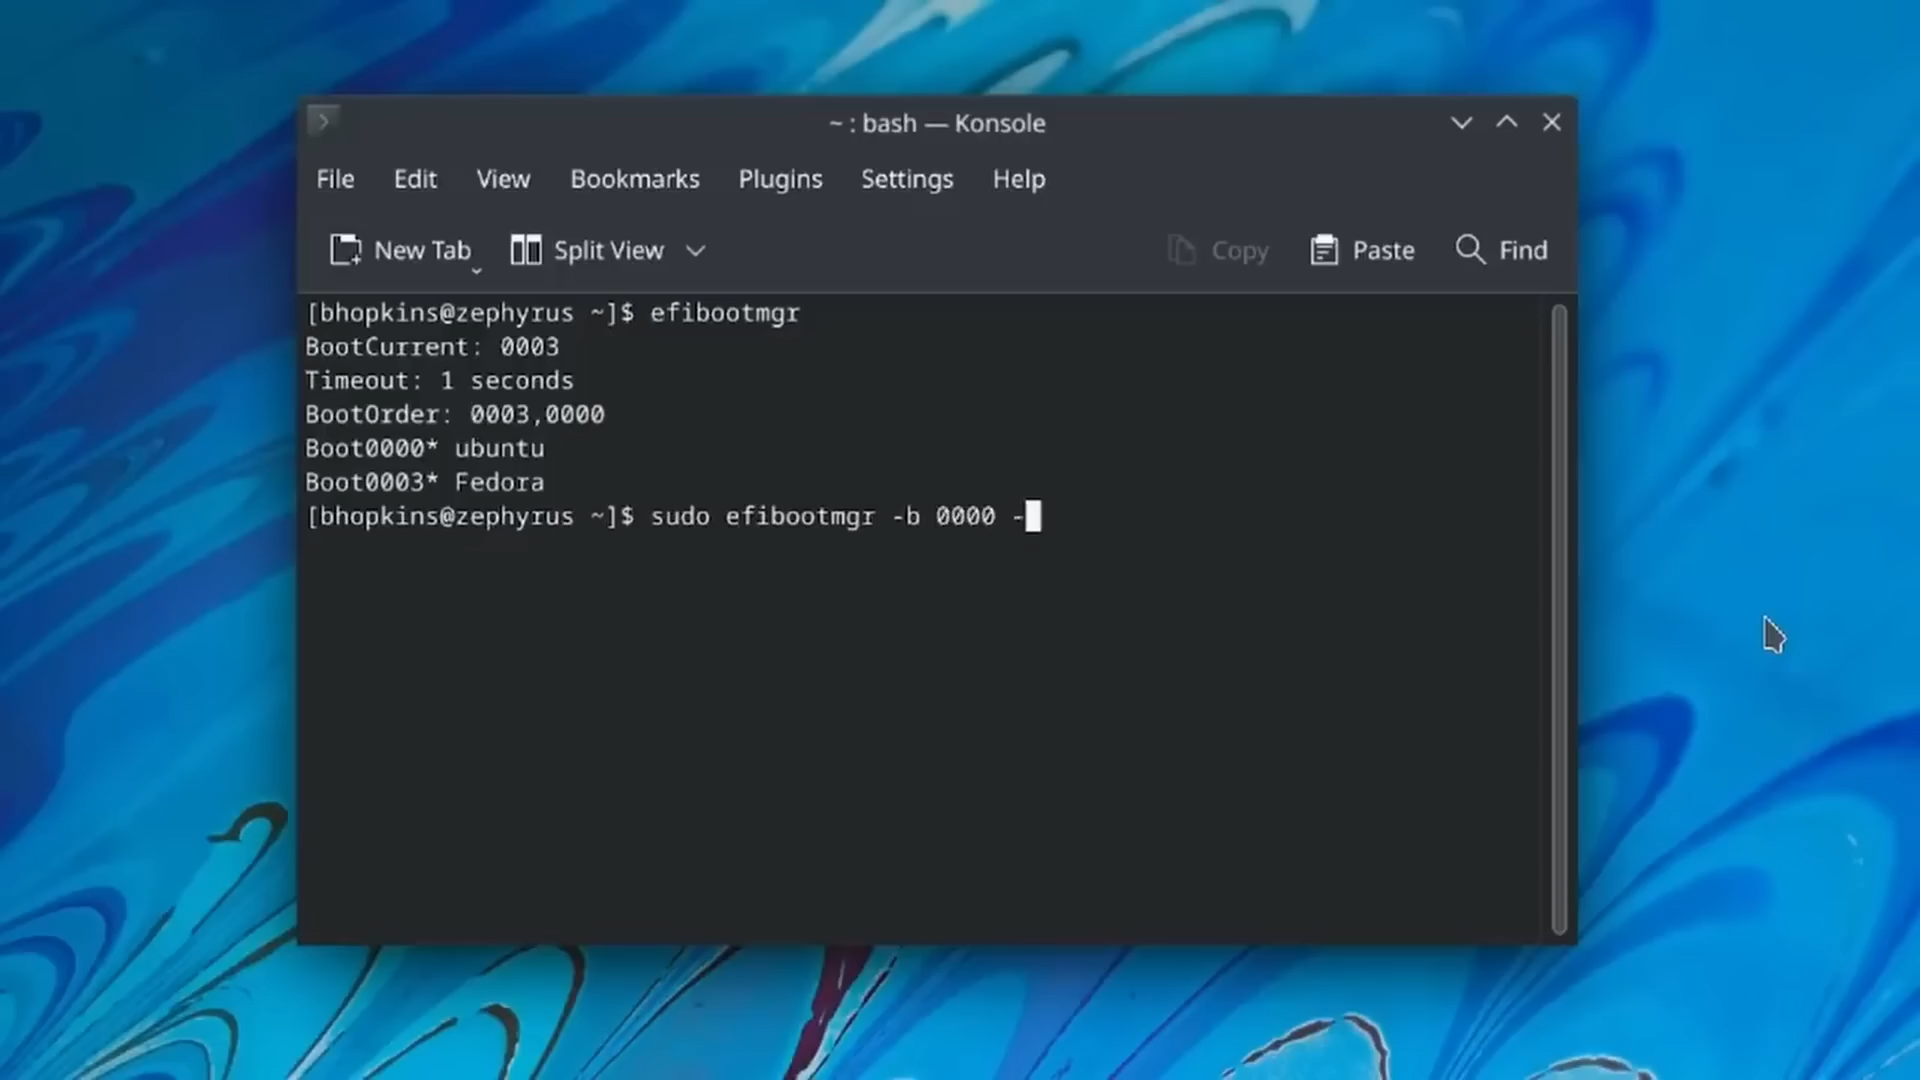 ~ : bash — Konsole
File Edit View Bookmarks Plugins Settings Help
New Tab Split View Copy Paste Find
[bhopkins@zephyrus ~]$ efibootmgr
BootCurrent: 0003
Timeout: 1 seconds
BootOrder: 0003,0000
Boot0000* ubuntu
Boot0003* Fedora
[bhopkins@zephyrus ~]$ sudo efibootmgr -b 0000 -